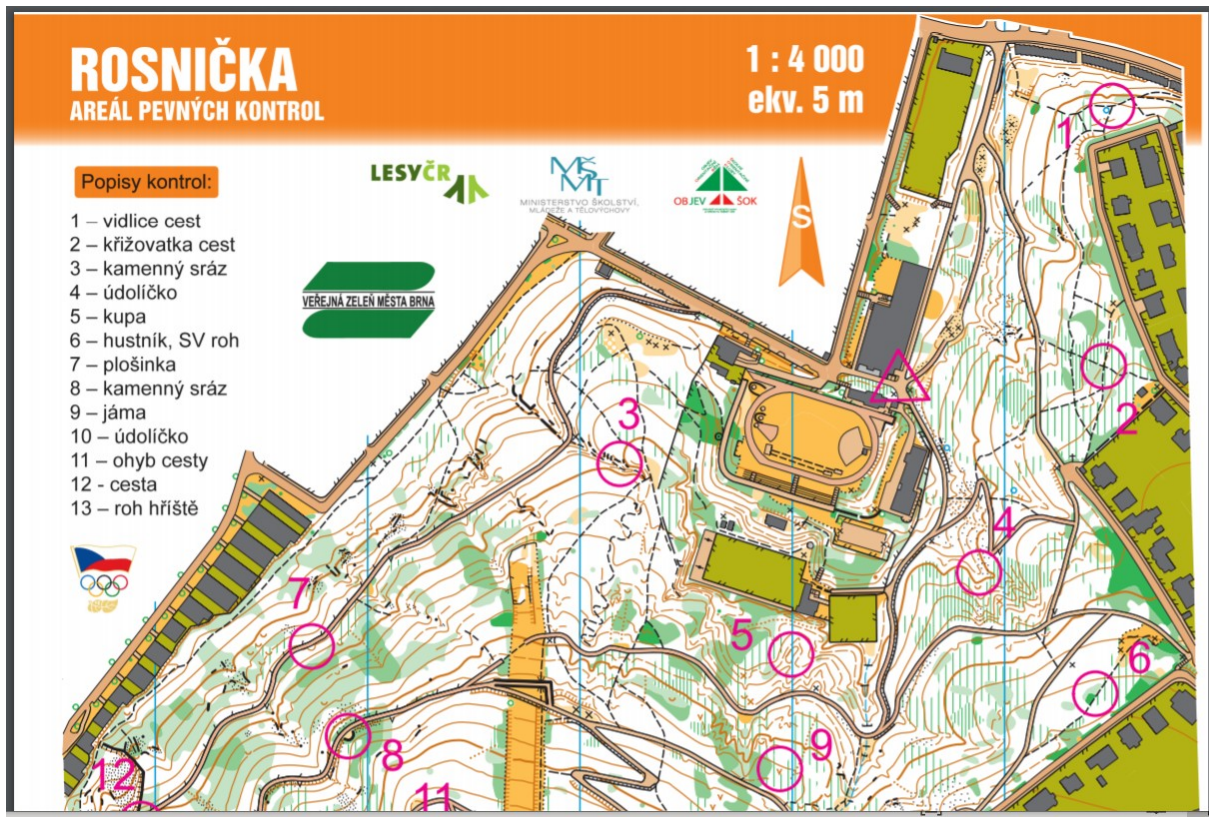 ROSNIČKA
AREÁL PEVNÝCH KONTROL
1 : 4 000
ekv. 5 m
Popisy kontrol:
1 – vidlice cest
2 – křižovatka cest
3 – kamenný sráz
4 – údolíčko
5 – kupa
6 – hustník, SV roh
7 – plošinka
8 – kamenný sráz
9 – jáma
10 – údolíčko
11 – ohyb cesty
12 - cesta
13 – roh hřiště
LESYČR
MŠMT
MINISTERSTVO ŠKOLSTVÍ,
MLÁDEŽE A TĚLOVÝCHOVY
OBJEV ŠOK
VEŘEJNÁ ZELEŇ MĚSTA BRNA
S
1
2
3
4
5
6
7
8
9
11
12